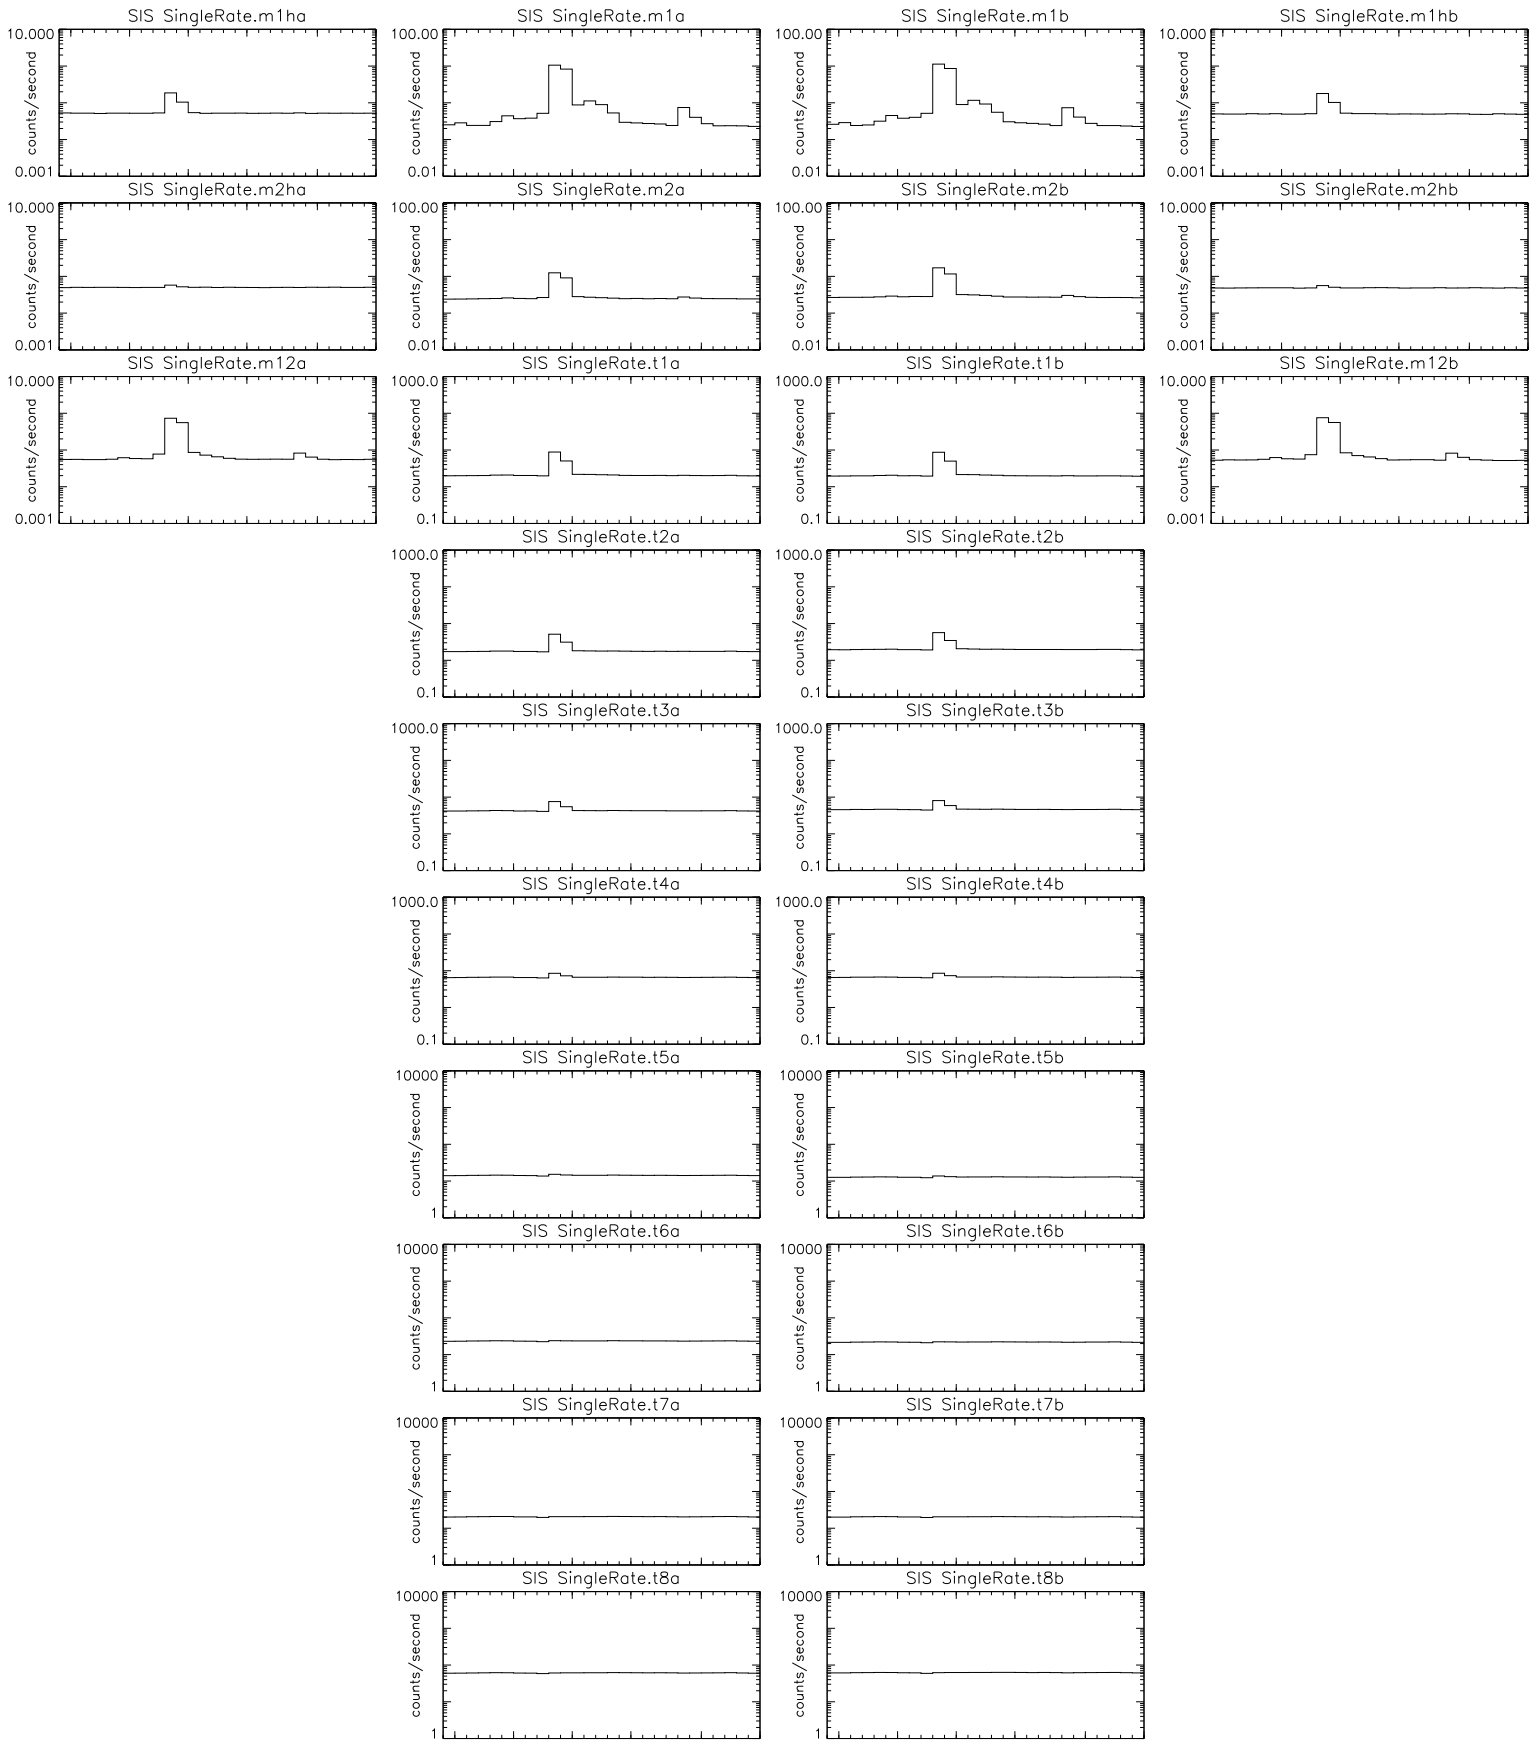 SIS SingleRate.m1ha
10.000
counts/second
0.001
SIS SingleRate.m1a
100.00
counts/second
0.01
SIS SingleRate.m1b
100.00
counts/second
0.01
SIS SingleRate.m1hb
10.000
counts/second
0.001
SIS SingleRate.m2ha
10.000
counts/second
0.001
SIS SingleRate.m2a
100.00
counts/second
0.01
SIS SingleRate.m2b
100.00
counts/second
0.01
SIS SingleRate.m2hb
10.000
counts/second
0.001
SIS SingleRate.m12a
10.000
counts/second
0.001
SIS SingleRate.t1a
1000.0
counts/second
0.1
SIS SingleRate.t1b
1000.0
counts/second
0.1
SIS SingleRate.m12b
10.000
counts/second
0.001
SIS SingleRate.t2a
1000.0
counts/second
0.1
SIS SingleRate.t2b
1000.0
counts/second
0.1
SIS SingleRate.t3a
1000.0
counts/second
0.1
SIS SingleRate.t3b
1000.0
counts/second
0.1
SIS SingleRate.t4a
1000.0
counts/second
0.1
SIS SingleRate.t4b
1000.0
counts/second
0.1
SIS SingleRate.t5a
10000
counts/second
1
SIS SingleRate.t5b
10000
counts/second
1
SIS SingleRate.t6a
10000
counts/second
1
SIS SingleRate.t6b
10000
counts/second
1
SIS SingleRate.t7a
10000
counts/second
1
SIS SingleRate.t7b
10000
counts/second
1
SIS SingleRate.t8a
10000
counts/second
1
SIS SingleRate.t8b
10000
counts/second
1